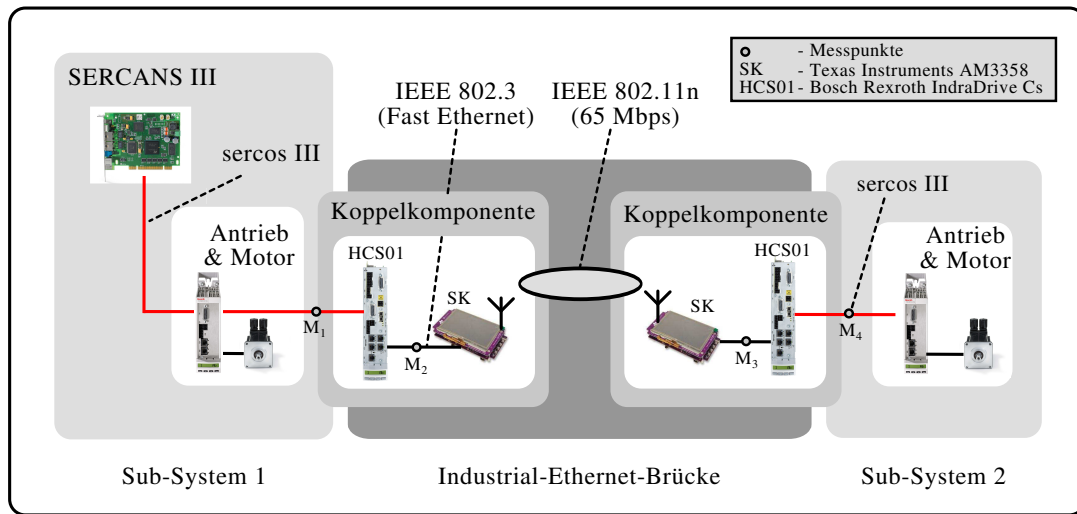 - Messpunkte
SK - Texas Instruments AM3358
HCS01 - Bosch Rexroth IndraDrive Cs
SERCANS III
IEEE 802.3
(Fast Ethernet)
IEEE 802.11n
(65 Mbps)
sercos III
sercos III
Koppelkomponente
Koppelkomponente
Antrieb
& Motor
HCS01
SK
M1
M2
SK
HCS01
M3
M4
Antrieb
& Motor
Sub-System 1
Industrial-Ethernet-Brücke
Sub-System 2